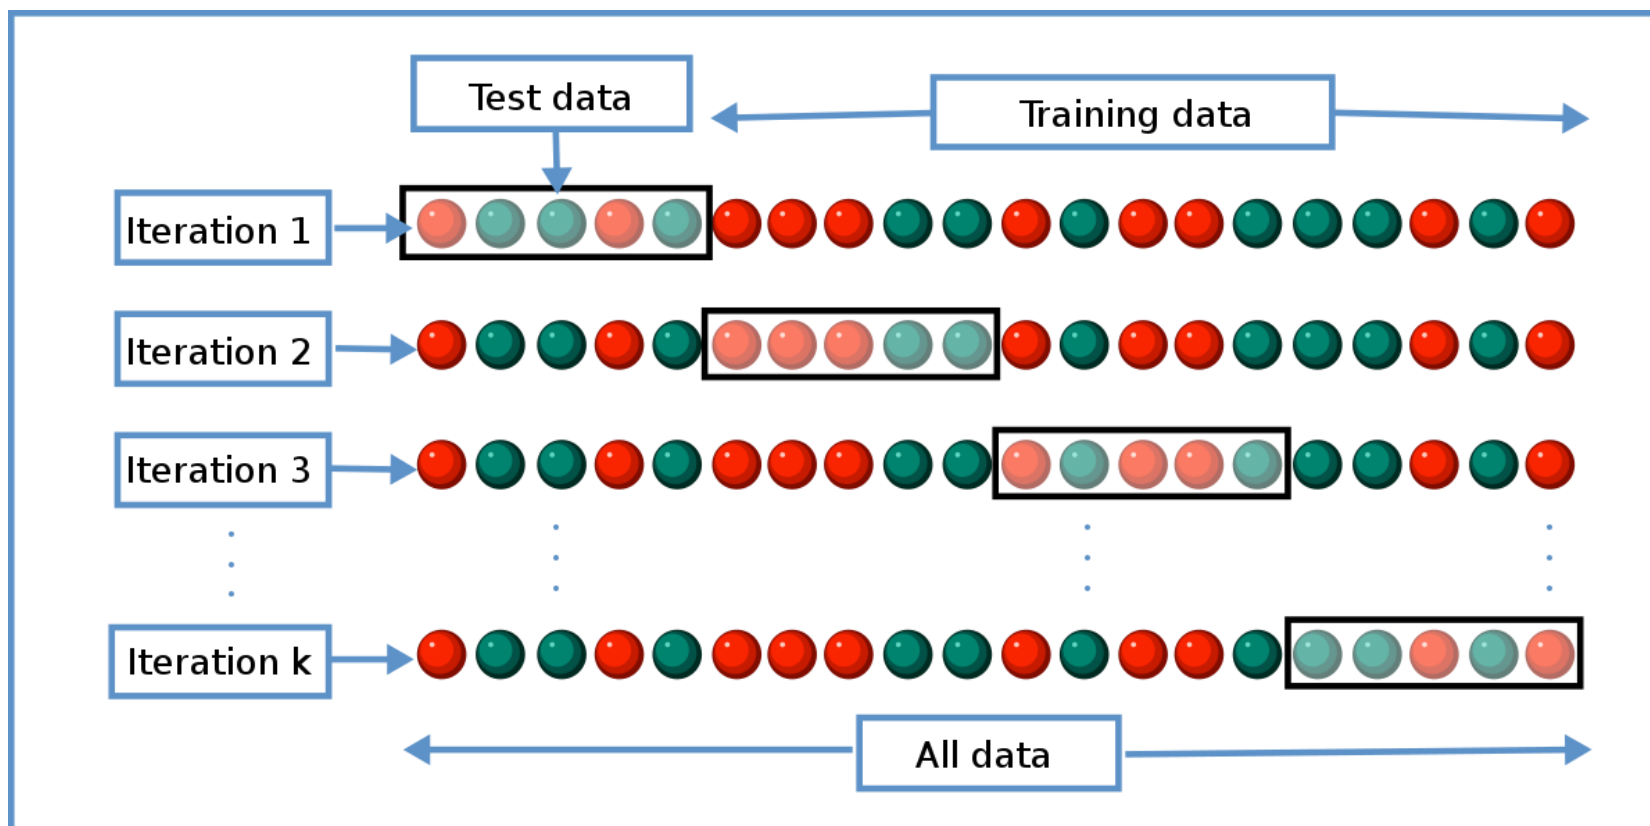 Test data
Training data
Iteration 1
Iteration 2
Iteration 3
Iteration k
All data